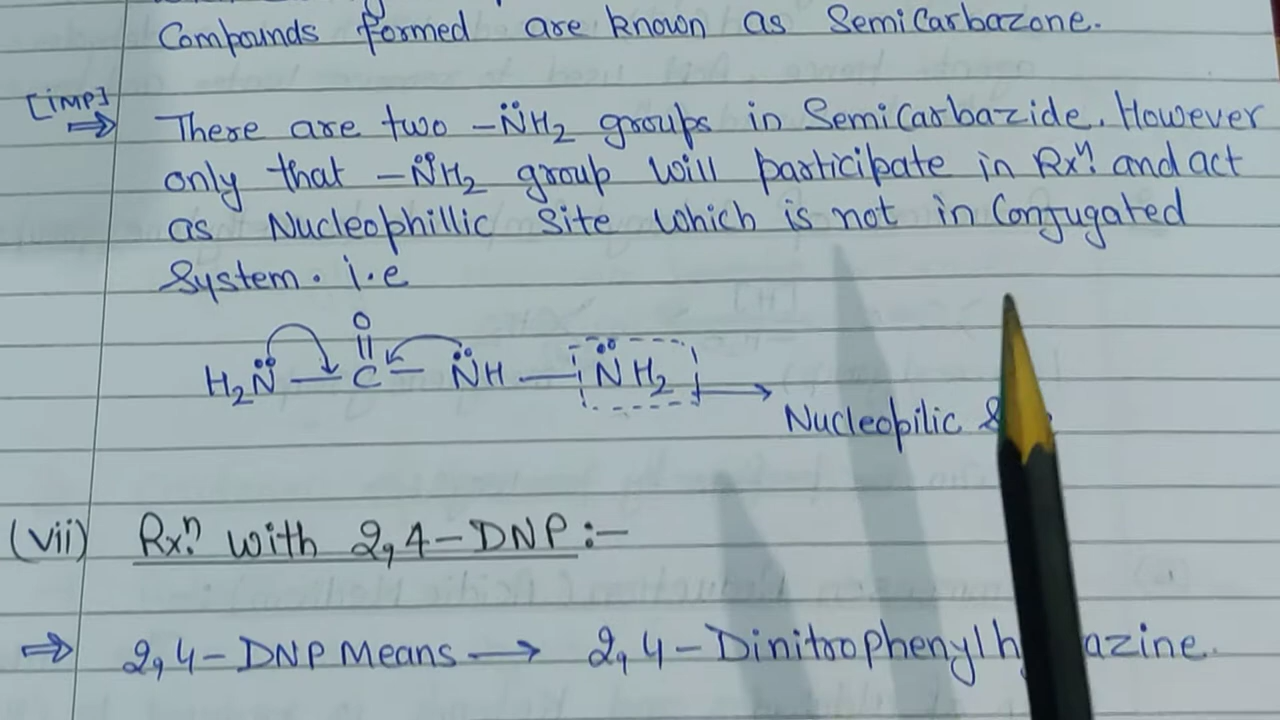 Compounds formed are known as Semicarbazone.
[imp] ⇒ There are two –N̈H₂ groups in Semicarbazide. However
only that –N̈H₂ group will participate in Rxⁿ. and act
as Nucleophillic Site which is not in Conjugated
System. i.e
O
H₂N̈ — C — N̈H — N̈H₂ →
Nucleopilic
(vii) Rxⁿ. with 2,4–DNP:–
⇒ 2,4–DNP Means → 2,4–Dinitrophenylh azine.